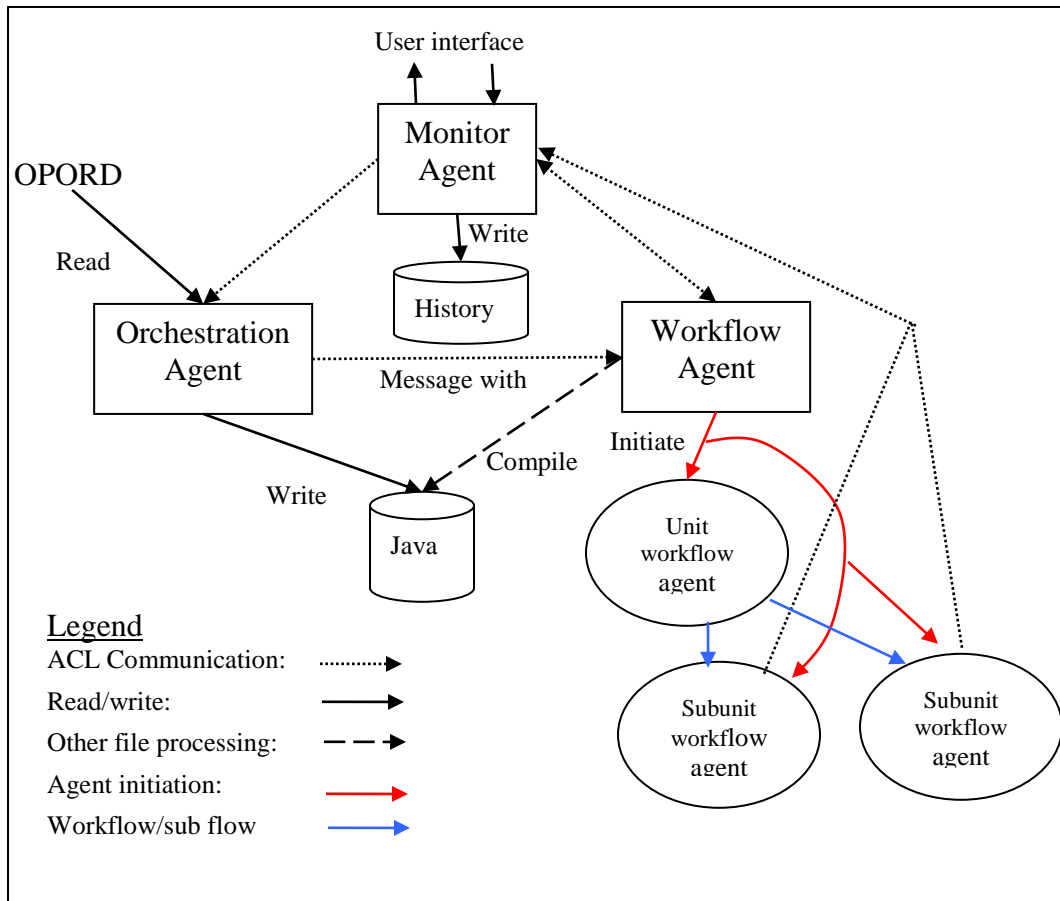 User interface
Monitor
Agent
OPORD
Write
Read
History
Orchestration
Agent
Workflow
Agent
Message with
Initiate
Compile
Write
Java
Unit
workflow
agent
Legend
ACL Communication:
Read/write:
Other file processing:
Agent initiation:
Workflow/sub flow
Subunit
workflow
agent
Subunit
workflow
agent